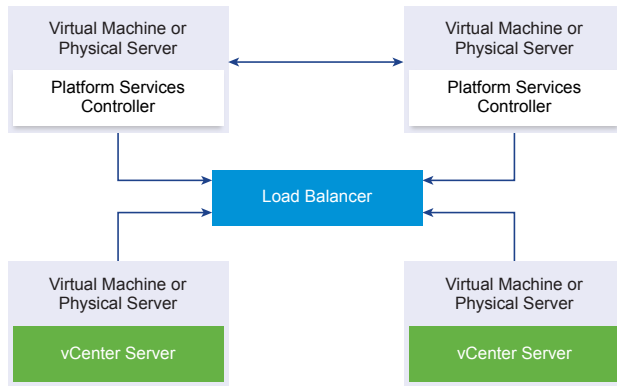 Virtual Machine or
Physical Server
Platform Services
Controller
Virtual Machine or
Physical Server
Platform Services
Controller
Load Balancer
Virtual Machine or
Physical Server
vCenter Server
Virtual Machine or
Physical Server
vCenter Server